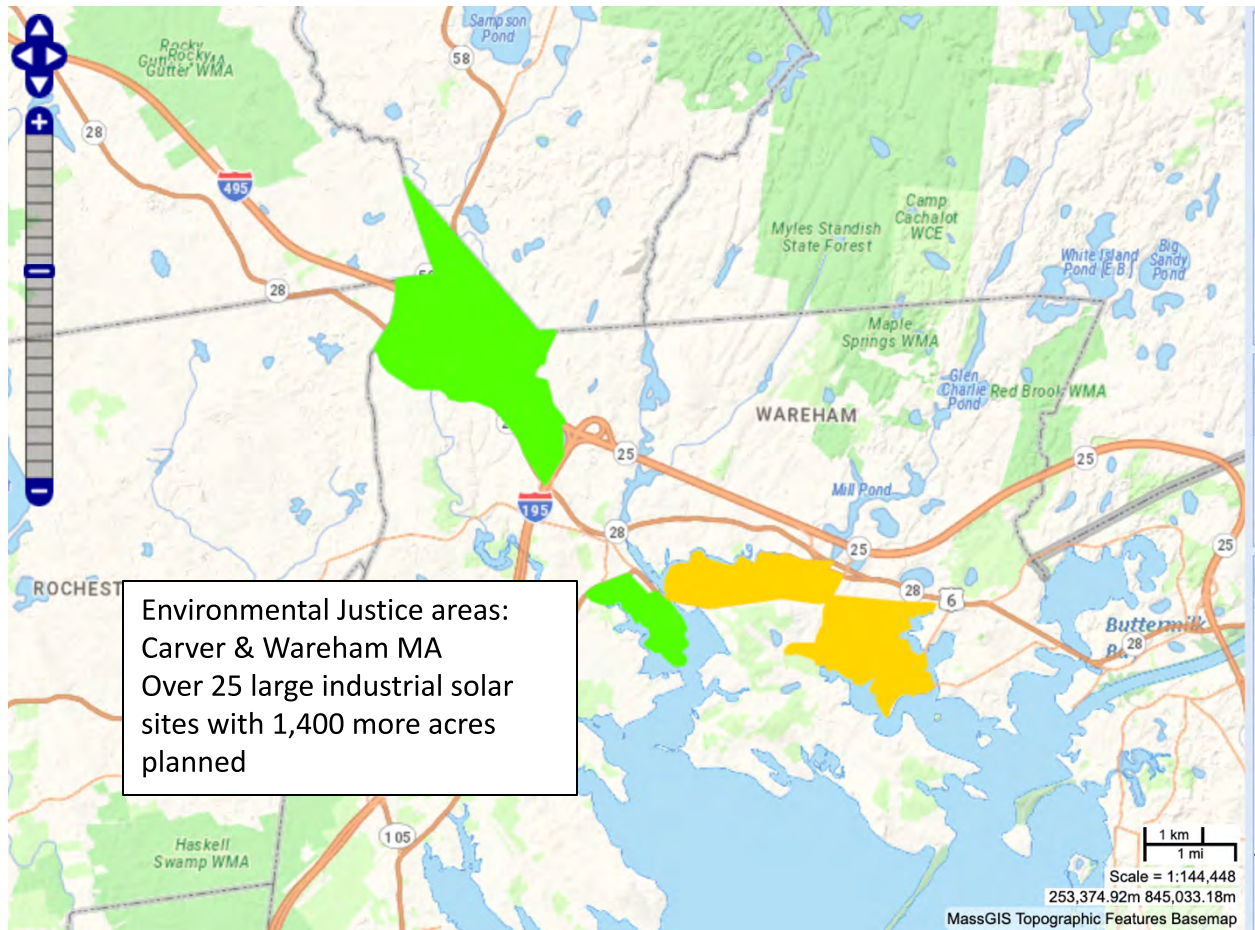 Sampson
Pond
58
Rocky
Gutter WMA
Rocky
Gutter WMA
28
495
Camp
Cachalot
WCE
Myles Standish
State Forest
White Island
Pond (E.B.)
Big
Sandy
Pond
28
Maple
Springs WMA
Glen
Charlie
Pond
Red Brook WMA
WAREHAM
25
25
Mill Pond
195
28
25
25
ROCHEST
28
6
Buttermilk
28
Environmental Justice areas:
Carver & Wareham MA
Over 25 large industrial solar
sites with 1,400 more acres
planned
105
Haskell
Swamp WMA
1 km
1 mi
Scale = 1:144,448
253,374.92m 845,033.18m
MassGIS Topographic Features Basemap